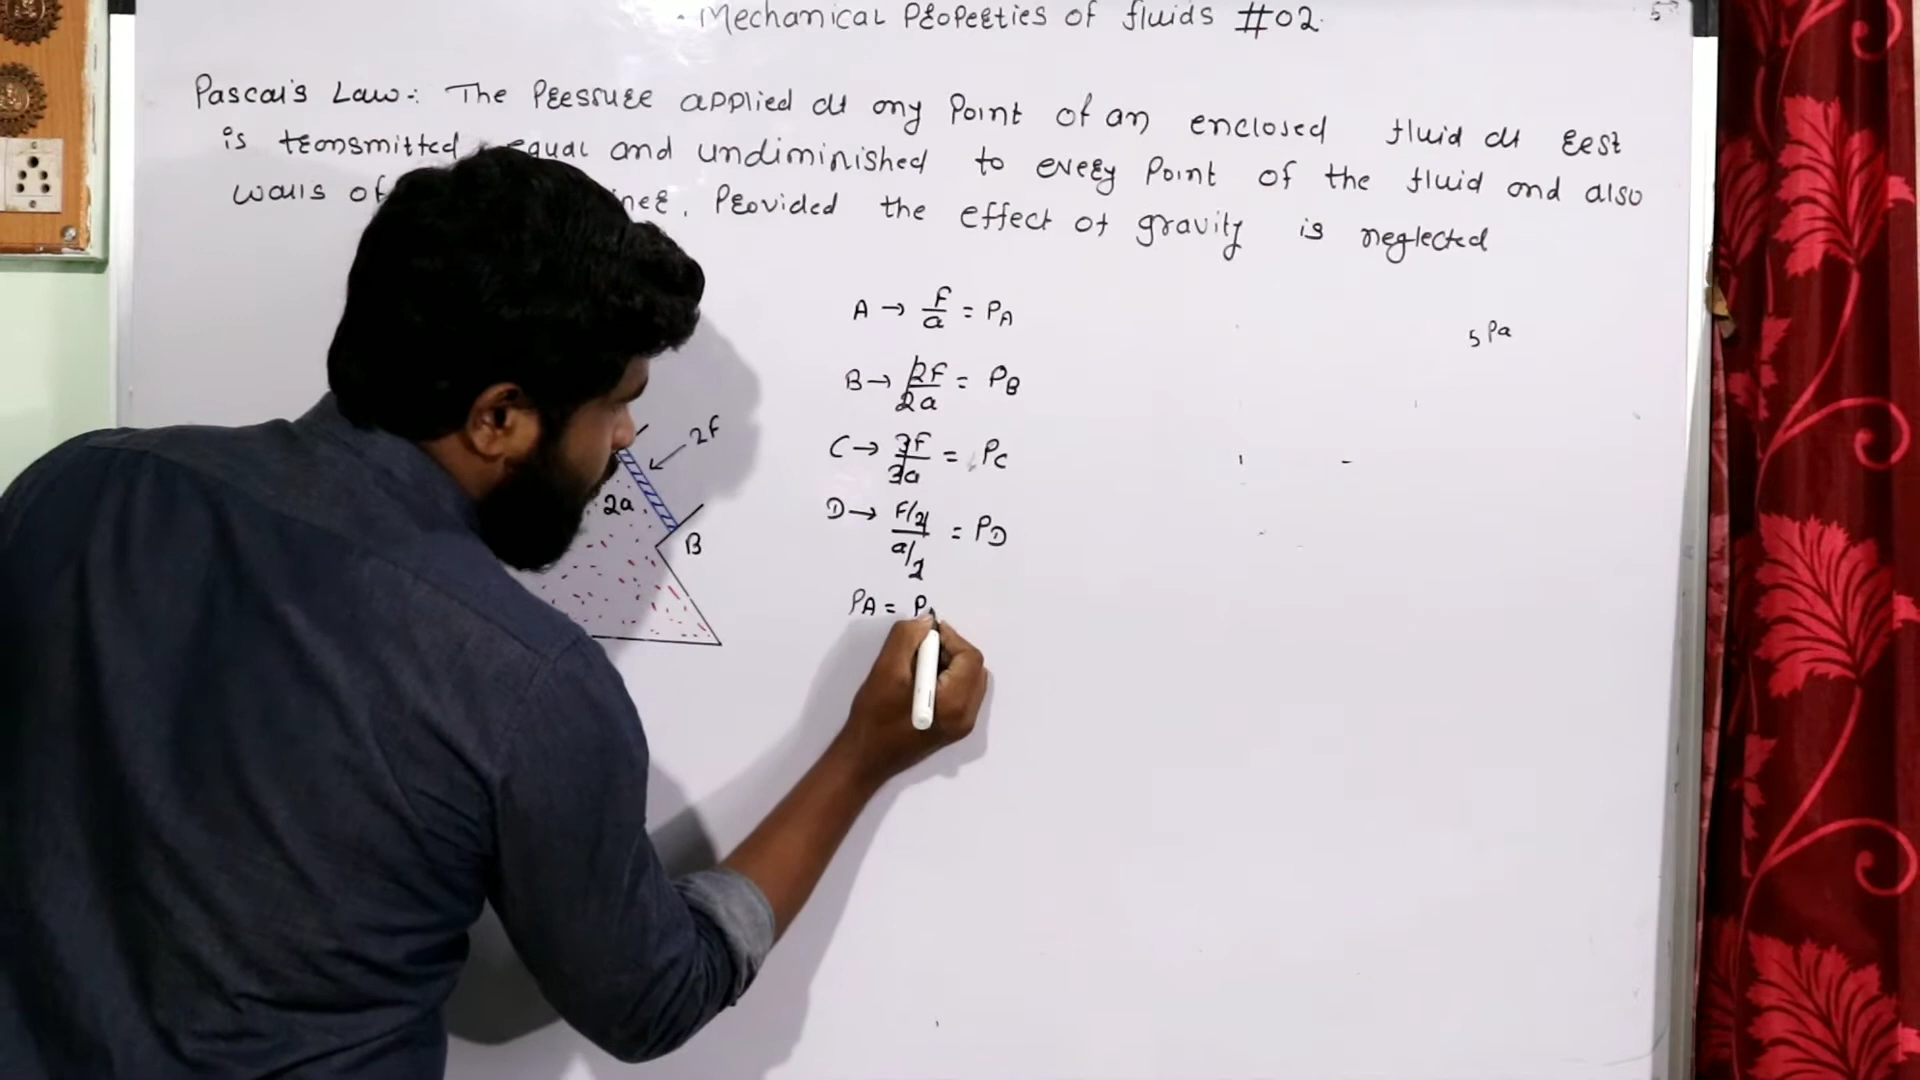 Mechanical Properties of fluids #02
5
Pascal's Law:- The Pressure applied at any Point of an enclosed fluid at rest
is transmitted equal and undiminished to every Point of the fluid and also
walls of Provided the effect of gravity is neglected
A → F/a = PA
5 Pa
B → 2F/2a = PB
C → 3F/3a = PC
D → F/2/a/2 = PD
2F
2a
B
PA = P